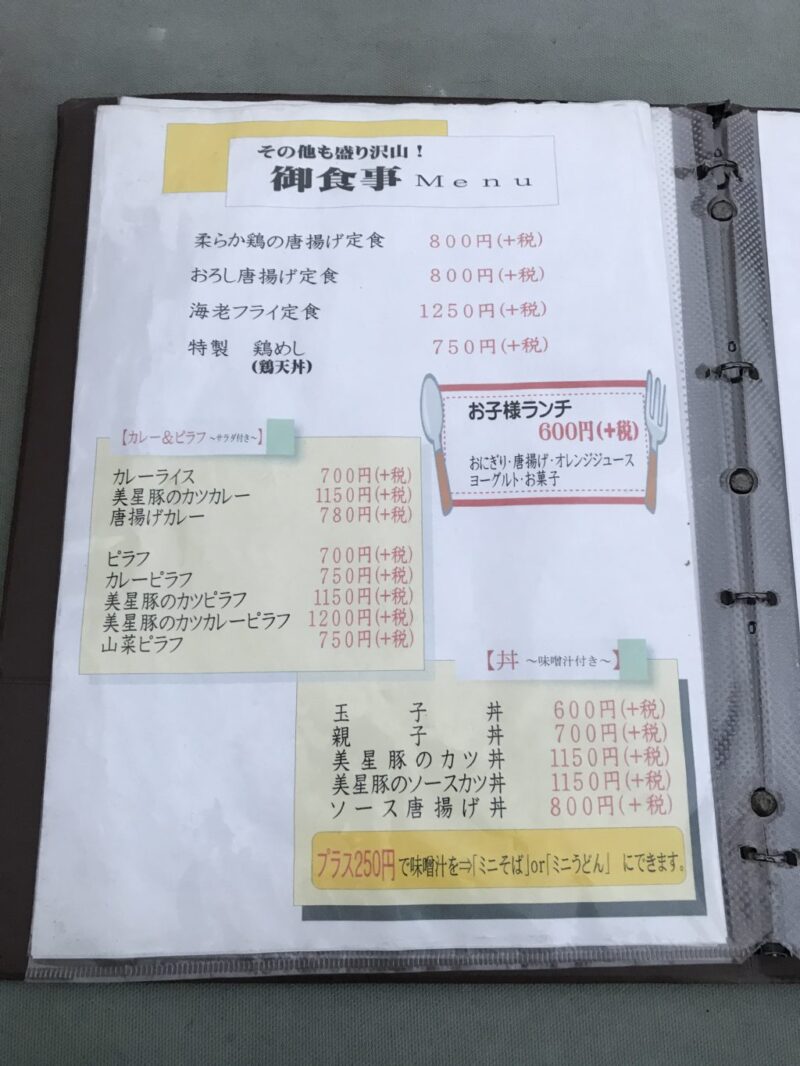 その他も盛り沢山！
御食事 Menu
柔らか鶏の唐揚げ定食 800円(+税)
おろし唐揚げ定食 800円(+税)
海老フライ定食 1250円(+税)
特製 鶏めし 750円(+税)
(鶏天丼)
お子様ランチ
600円(+税)
おにぎり・唐揚げ・オレンジジュース
ヨーグルト・お菓子
【カレー&ピラフ ~サラダ付き~】
カレーライス 700円(+税)
美星豚のカツカレー 1150円(+税)
唐揚げカレー 780円(+税)
ピラフ 700円(+税)
カレーピラフ 750円(+税)
美星豚のカツピラフ 1150円(+税)
美星豚のカツカレーピラフ 1200円(+税)
山菜ピラフ 750円(+税)
【丼 ~味噌汁付き~】
玉子丼 600円(+税)
親子丼 700円(+税)
美星豚のカツ丼 1150円(+税)
美星豚のソースカツ丼 1150円(+税)
ソース唐揚げ丼 800円(+税)
プラス250円で味噌汁を⇒「ミニそば」or「ミニうどん」 にできます。